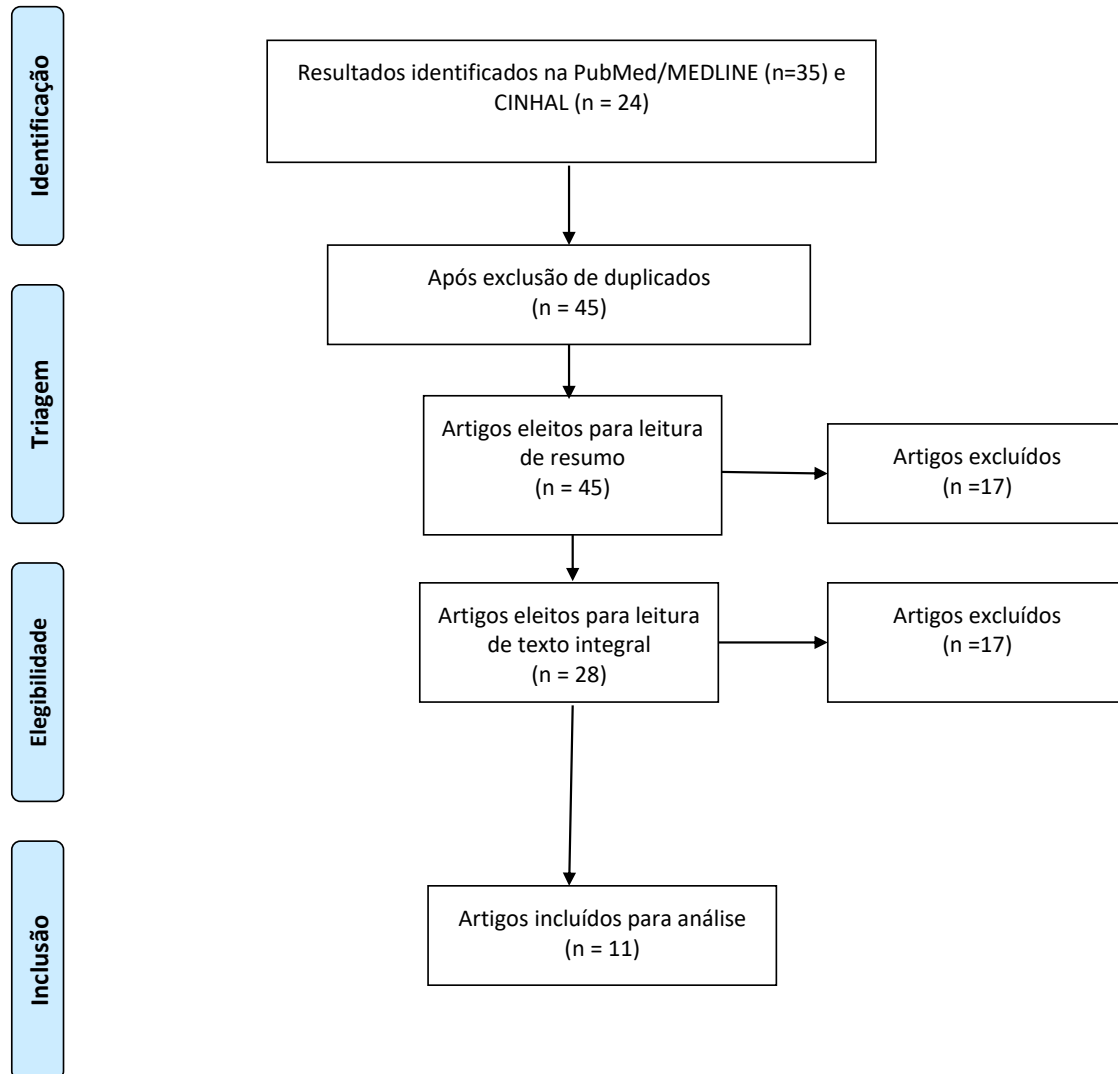 Identificação
Resultados identificados na PubMed/MEDLINE (n=35) e
CINHAL (n = 24)
Após exclusão de duplicados
(n = 45)
Triagem
Artigos eleitos para leitura
de resumo
(n = 45)
Artigos excluídos
(n =17)
Elegibilidade
Artigos eleitos para leitura
de texto integral
(n = 28)
Artigos excluídos
(n =17)
Inclusão
Artigos incluídos para análise
(n = 11)